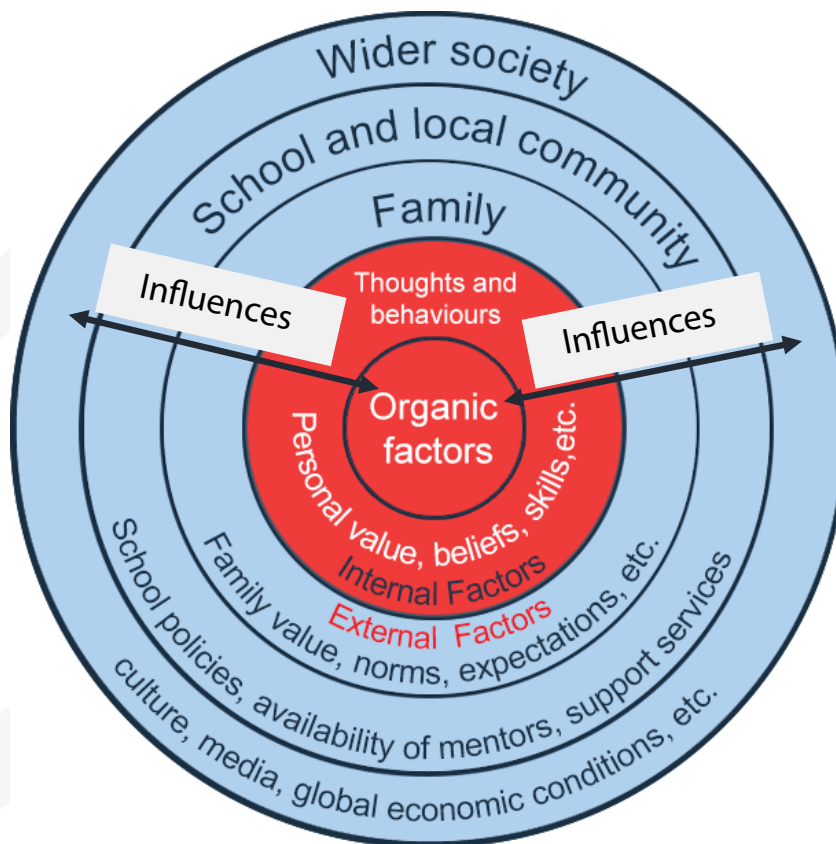 Wider society
School and local community
Family
Influences
Influences
Thoughts and
behaviours
Organic
factors
Personal value, beliefs, skills, etc.
Internal Factors
External Factors
Family value, norms, expectations, etc.
School policies, availability of mentors, support services
culture, media, global economic conditions, etc.